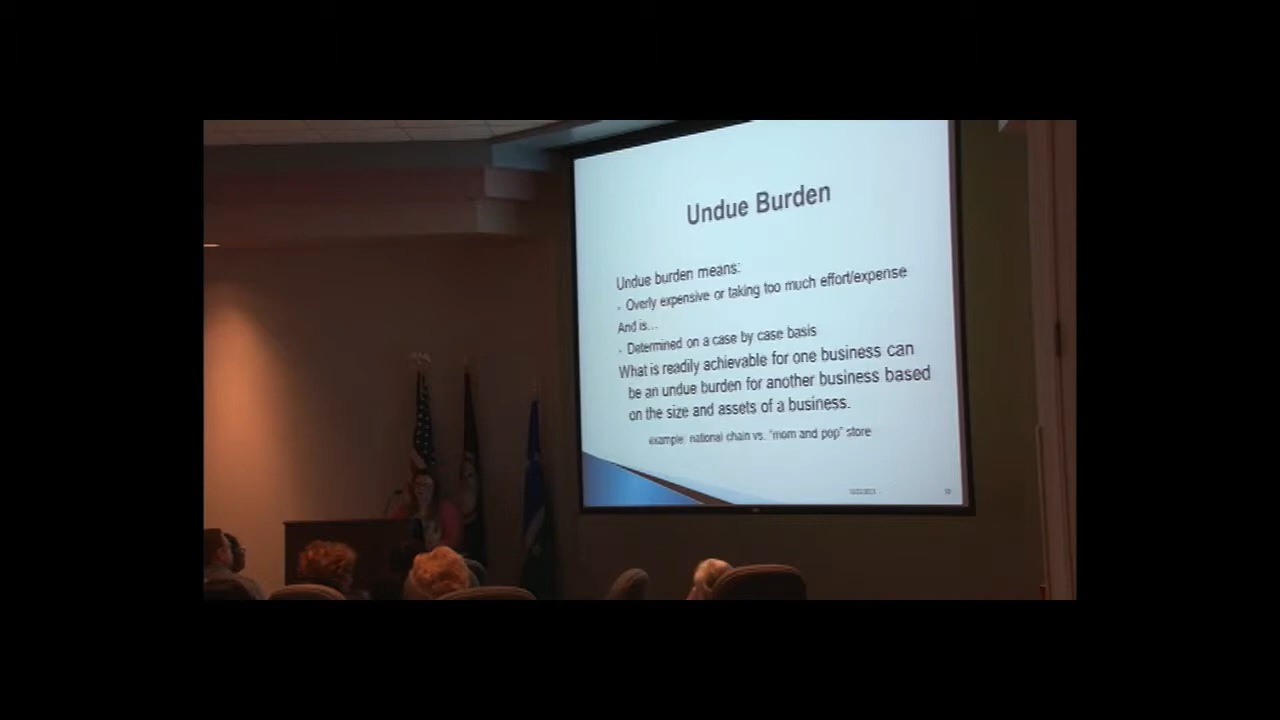 Undue Burden
Undue burden means:
- Overly expensive or taking too much effort/expense
And is...
- Determined on a case by case basis
What is readily achievable for one business can
be an undue burden for another business based
on the size and assets of a business.
example: national chain vs. "mom and pop" store